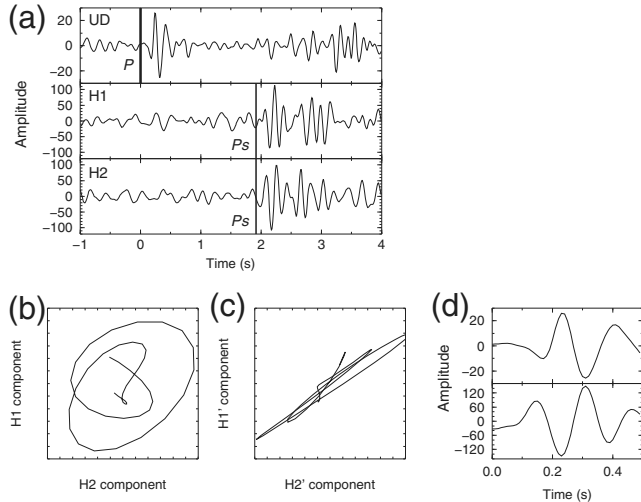 (a)
UD
20
0
−20
P
Amplitude
H1
100
50
0
−50
−100
Ps
H2
100
50
0
−50
−100
Ps
−1 0 1 2 3 4
Time (s)
(b)
H1 component
H2 component
(c)
H1' component
H2' component
(d)
Amplitude
20
0
−20
120
60
0
−60
−120
0.0 0.2 0.4
Time (s)